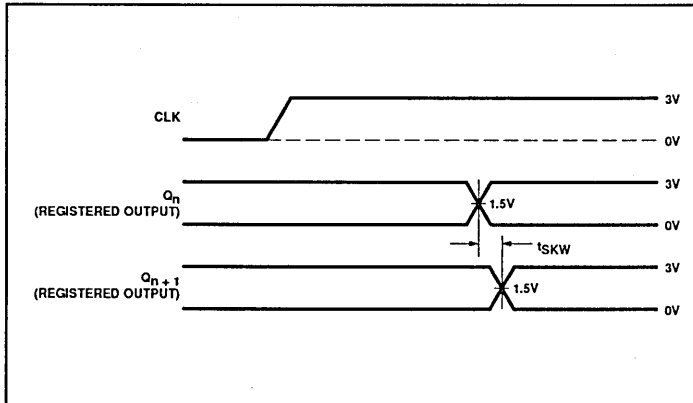 CLK
3V
0V
Qn
(REGISTERED OUTPUT)
3V
1.5V
0V
tSKW
Qn + 1
(REGISTERED OUTPUT)
3V
1.5V
0V